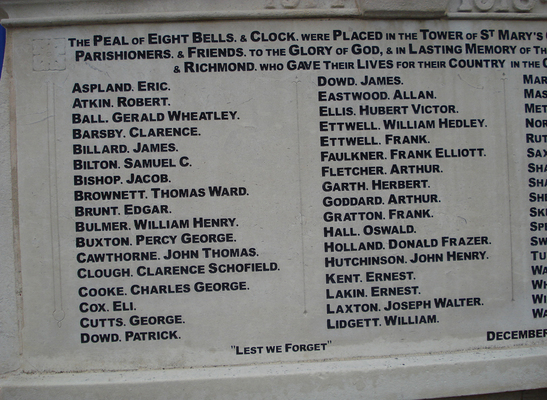 THE PEAL OF EIGHT BELLS. & CLOCK. WERE PLACED IN THE TOWER OF ST MARY'S
PARISHIONERS. & FRIENDS. TO THE GLORY OF GOD, & IN LASTING MEMORY OF TH
& RICHMOND. WHO GAVE THEIR LIVES FOR THEIR COUNTRY IN THE
ASPLAND. ERIC.
ATKIN. ROBERT.
BALL. GERALD WHEATLEY.
BARSBY. CLARENCE.
BILLARD. JAMES.
BILTON. SAMUEL C.
BISHOP. JACOB.
BROWNETT. THOMAS WARD.
BRUNT. EDGAR.
BULMER. WILLIAM HENRY.
BUXTON. PERCY GEORGE.
CAWTHORNE. JOHN THOMAS.
CLOUGH. CLARENCE SCHOFIELD.
COOKE. CHARLES GEORGE.
COX. ELI.
CUTTS. GEORGE.
DOWD. PATRICK.
DOWD. JAMES.
EASTWOOD. ALLAN.
ELLIS. HUBERT VICTOR.
ETTWELL. WILLIAM HEDLEY.
ETTWELL. FRANK.
FAULKNER. FRANK ELLIOTT.
FLETCHER. ARTHUR.
GARTH. HERBERT.
GODDARD. ARTHUR.
GRATTON. FRANK.
HALL. OSWALD.
HOLLAND. DONALD FRAZER.
HUTCHINSON. JOHN HENRY.
KENT. ERNEST.
LAKIN. ERNEST.
LAXTON. JOSEPH WALTER.
LIDGETT. WILLIAM.
"LEST WE FORGET"
DECEMBER